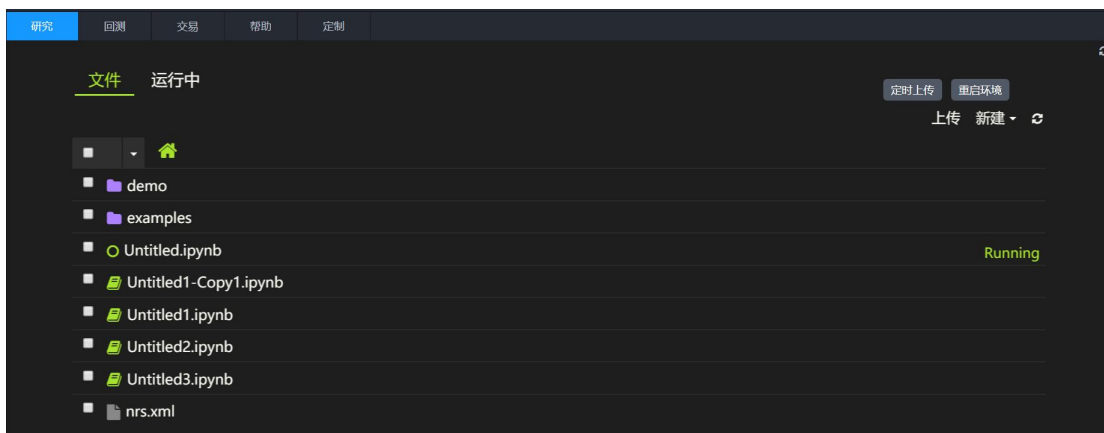 研究 回测 交易 帮助 定制
文件 运行中
定时上传 重启环境
上传 新建
demo
examples
Untitled.ipynb Running
Untitled1-Copy1.ipynb
Untitled1.ipynb
Untitled2.ipynb
Untitled3.ipynb
nrs.xml